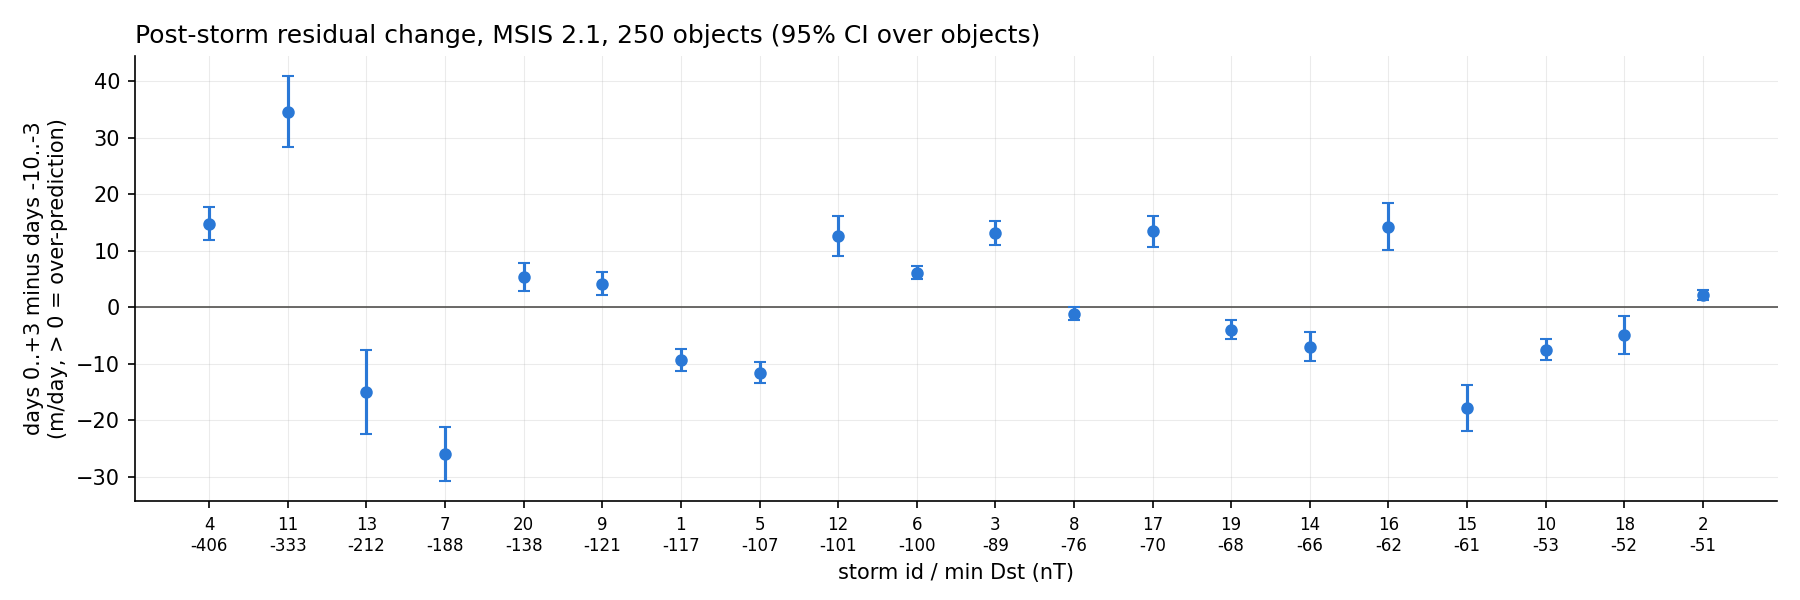 Post-storm residual change, MSIS 2.1, 250 objects (95% CI over objects)
days 0..+3 minus days -10..-3
(m/day, > 0 = over-prediction)
40
30
20
10
0
−10
−20
−30
4 11 13 7 20 9 1 5 12 6 3 8 17 19 14 16 15 10 18 2
-406 -333 -212 -188 -138 -121 -117 -107 -101 -100 -89 -76 -70 -68 -66 -62 -61 -53 -52 -51
storm id / min Dst (nT)